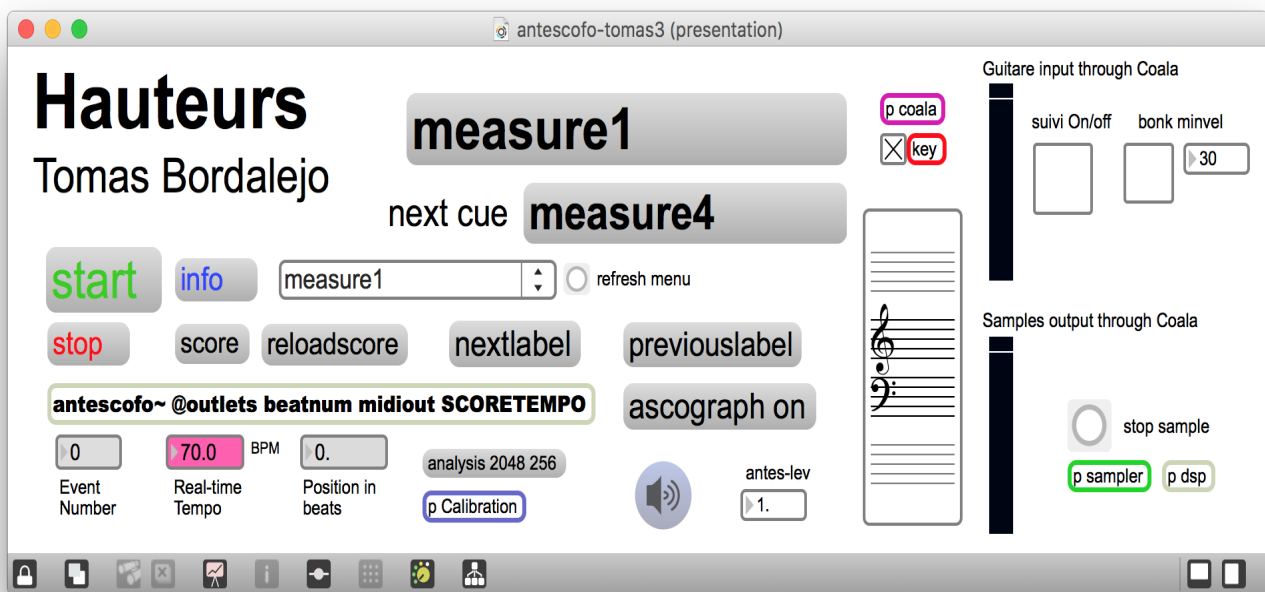 antescofo-tomas3 (presentation)
Hauteurs
Tomas Bordalejo
measure1
next cue
measure4
start
info
measure1
refresh menu
stop
score
reloadscore
nextlabel
previouslabel
antescofo~ @outlets beatnum midiout SCORETEMPO
ascograph on
0
70.0
BPM
0.
Event
Number
Real-time
Tempo
Position in
beats
analysis 2048 256
p Calibration
antes-lev
1.
p coala
key
Guitare input through Coala
suivi On/off
bonk minvel
30
Samples output through Coala
stop sample
p sampler
p dsp